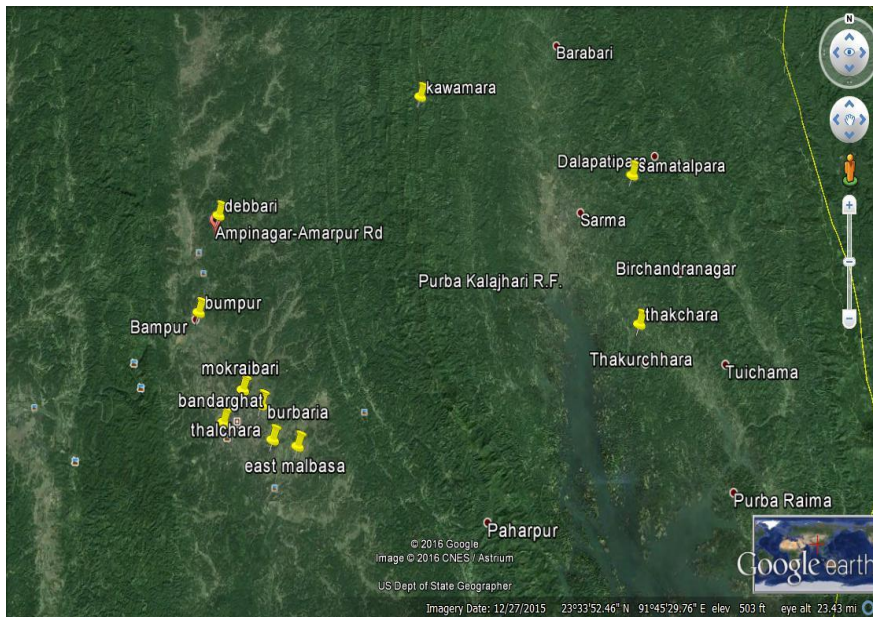 N
Barabari
kawamara
Dalapatipara
samatalpara
debbari
Sarma
Ampinagar-Amarpur Rd
Birchandranagar
Purba Kalajhari R.F.
bumpur
thakchara
Bampur
Thakurchhara
mokraibari
Tuichama
bandarghat
burbaria
thalchara
east malbasa
Purba Raima
Paharpur
© 2016 Google
Image © 2016 CNES / Astrium
Google earth
US Dept of State Geographer
Imagery Date: 12/27/2015 23°33'52.46" N 91°45'29.76" E elev 503 ft eye alt 23.43 mi